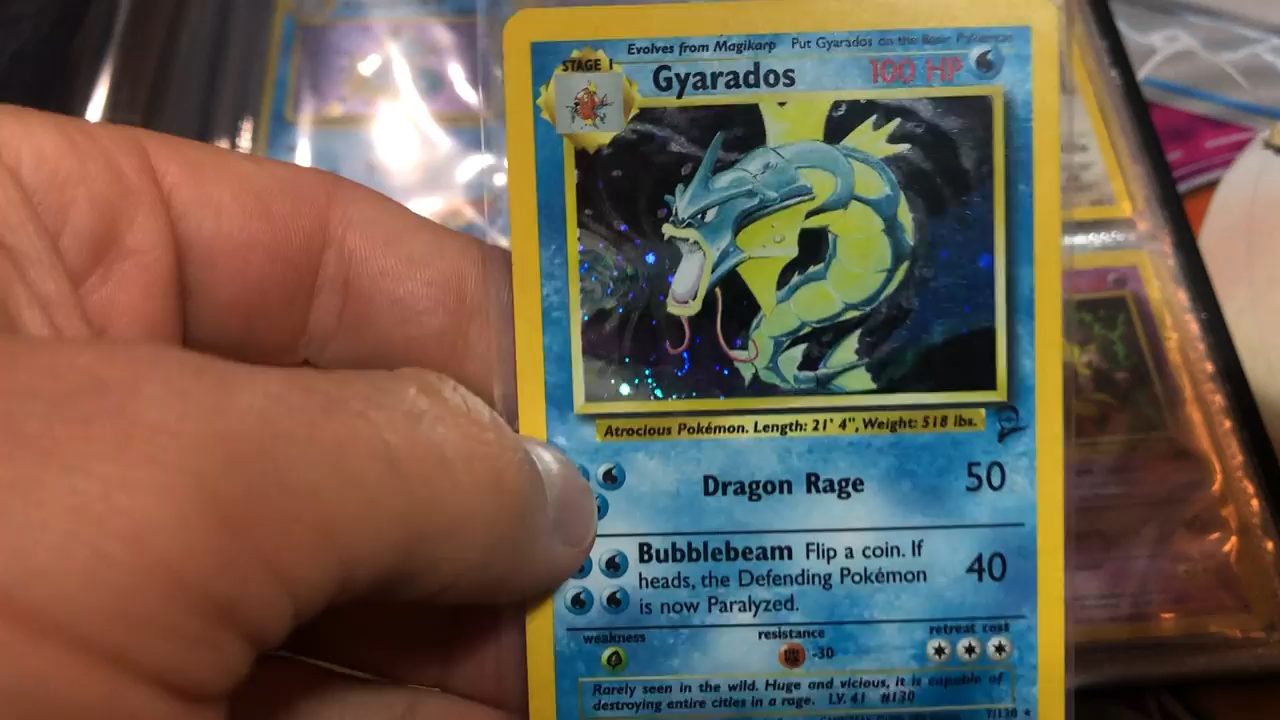 Evolves from Magikarp Put Gyarados on the Basic Pokémon
STAGE 1
Gyarados 100 HP
Atrocious Pokémon. Length: 21' 4", Weight: 518 lbs.
Dragon Rage 50
Bubblebeam Flip a coin. If
heads, the Defending Pokémon 40
is now Paralyzed.
weakness resistance retreat cost
-30
Rarely seen in the wild. Huge and vicious, it is capable of
destroying entire cities in a rage. LV. 41 #130
7/130 ★